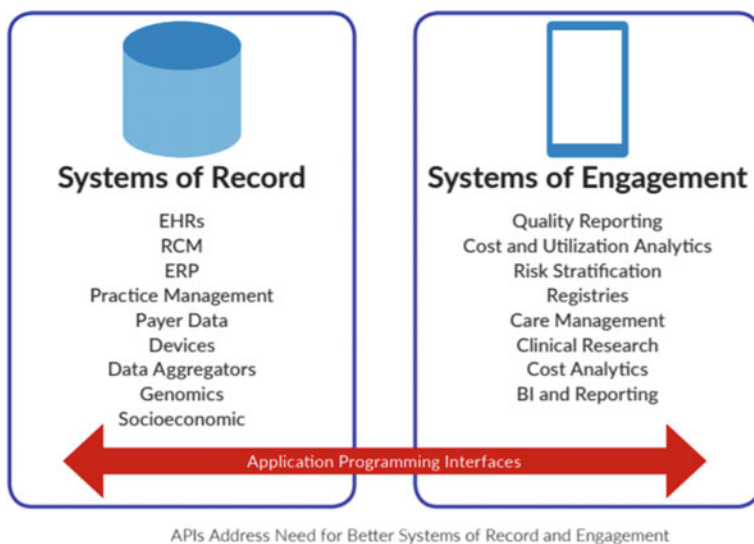 Systems of Record
EHRs
RCM
ERP
Practice Management
Payer Data
Devices
Data Aggregators
Genomics
Socioeconomic
Systems of Engagement
Quality Reporting
Cost and Utilization Analytics
Risk Stratification
Registries
Care Management
Clinical Research
Cost Analytics
BI and Reporting
Application Programming Interfaces
APIs Address Need for Better Systems of Record and Engagement